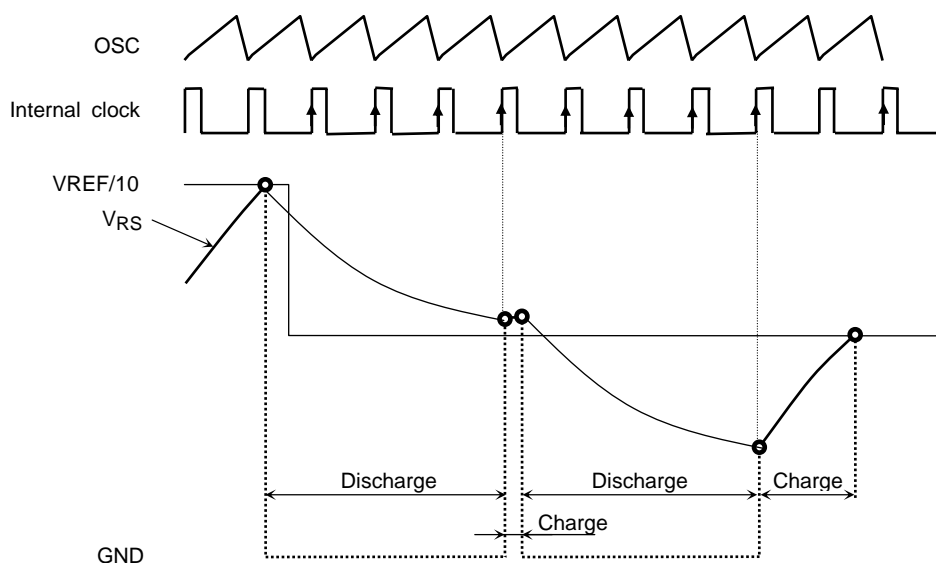 OSC
Internal clock
VREF/10
VRS
Discharge
Discharge
Charge
Charge
GND